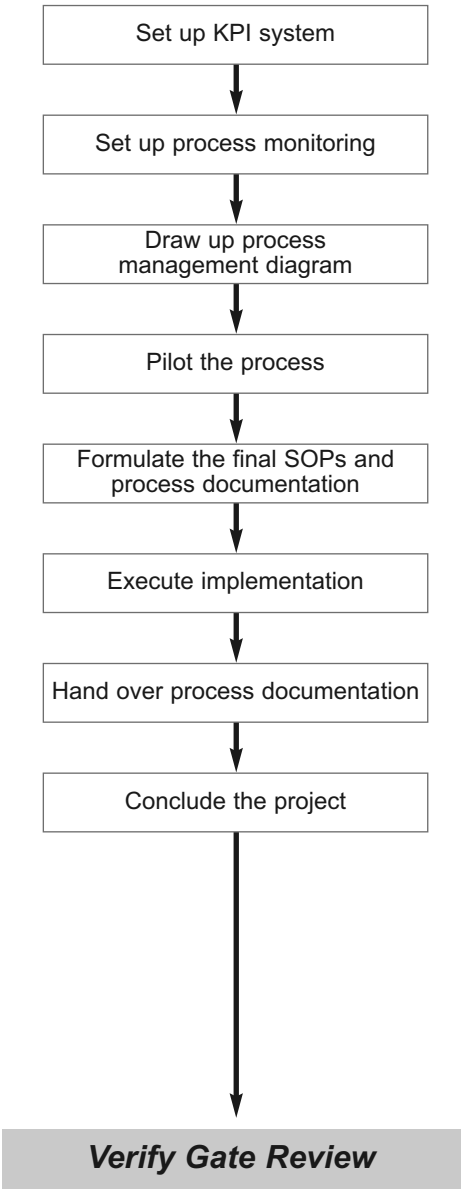 Set up KPI system
Set up process monitoring
Draw up process
management diagram
Pilot the process
Formulate the final SOPs and
process documentation
Execute implementation
Hand over process documentation
Conclude the project
Verify Gate Review